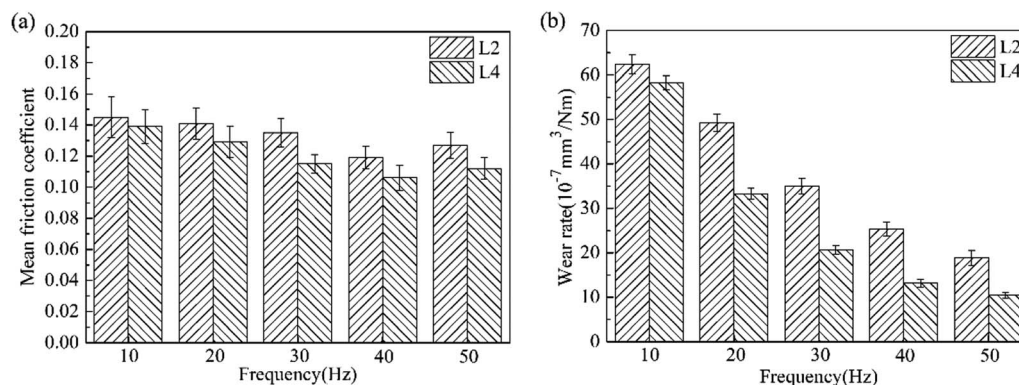 (a)
0.20
0.18
0.16
0.14
0.12
0.10
0.08
0.06
0.04
0.02
0.00
Mean friction coefficient
L2
L4
10 20 30 40 50
Frequency(Hz)
(b)
70
60
50
40
30
20
10
0
Wear rate(10⁻⁷mm³/Nm)
L2
L4
10 20 30 40 50
Frequency(Hz)